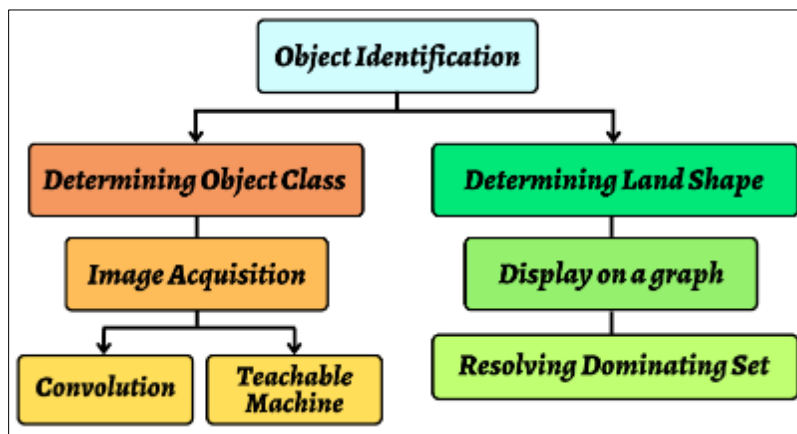 Object Identification
Determining Object Class
Determining Land Shape
Image Acquisition
Display on a graph
Convolution
Teachable
Machine
Resolving Dominating Set